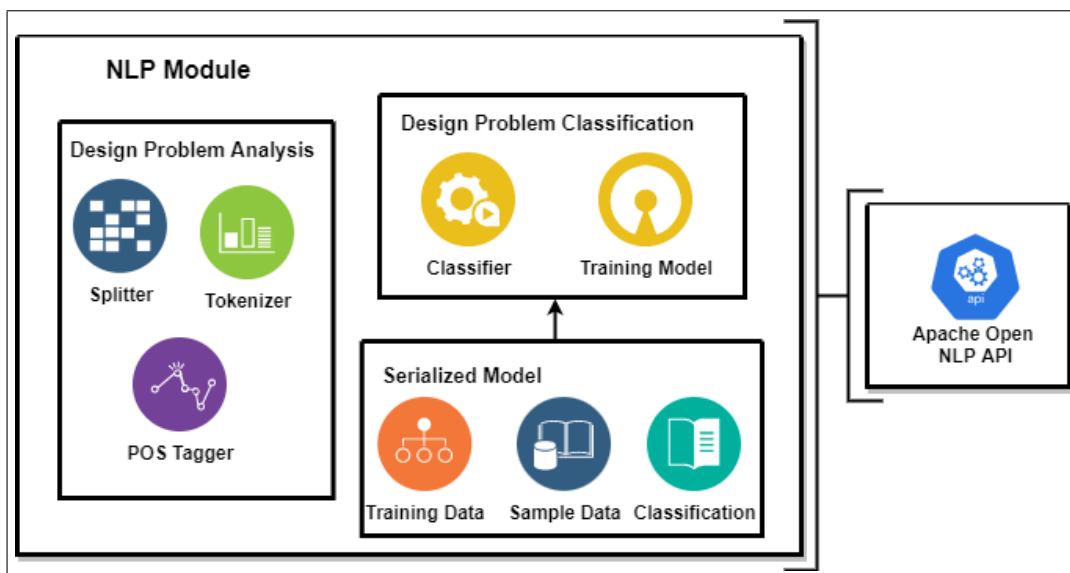 NLP Module
Design Problem Analysis
Splitter
Tokenizer
POS Tagger
Design Problem Classification
Classifier
Training Model
Serialized Model
Training Data
Sample Data
Classification
api
Apache Open
NLP API